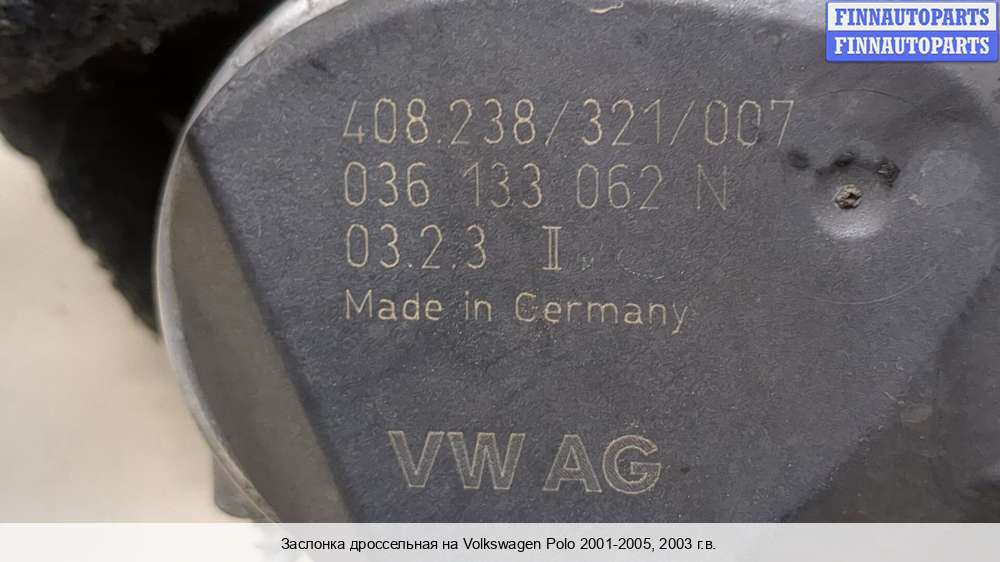 FINNAUTOPARTS
FINNAUTOPARTS
408.238/321/007
036 133 062 N
03.2.3 II
Made in Germany
VW AG
Заслонка дроссельная на Volkswagen Polo 2001-2005, 2003 г.в.